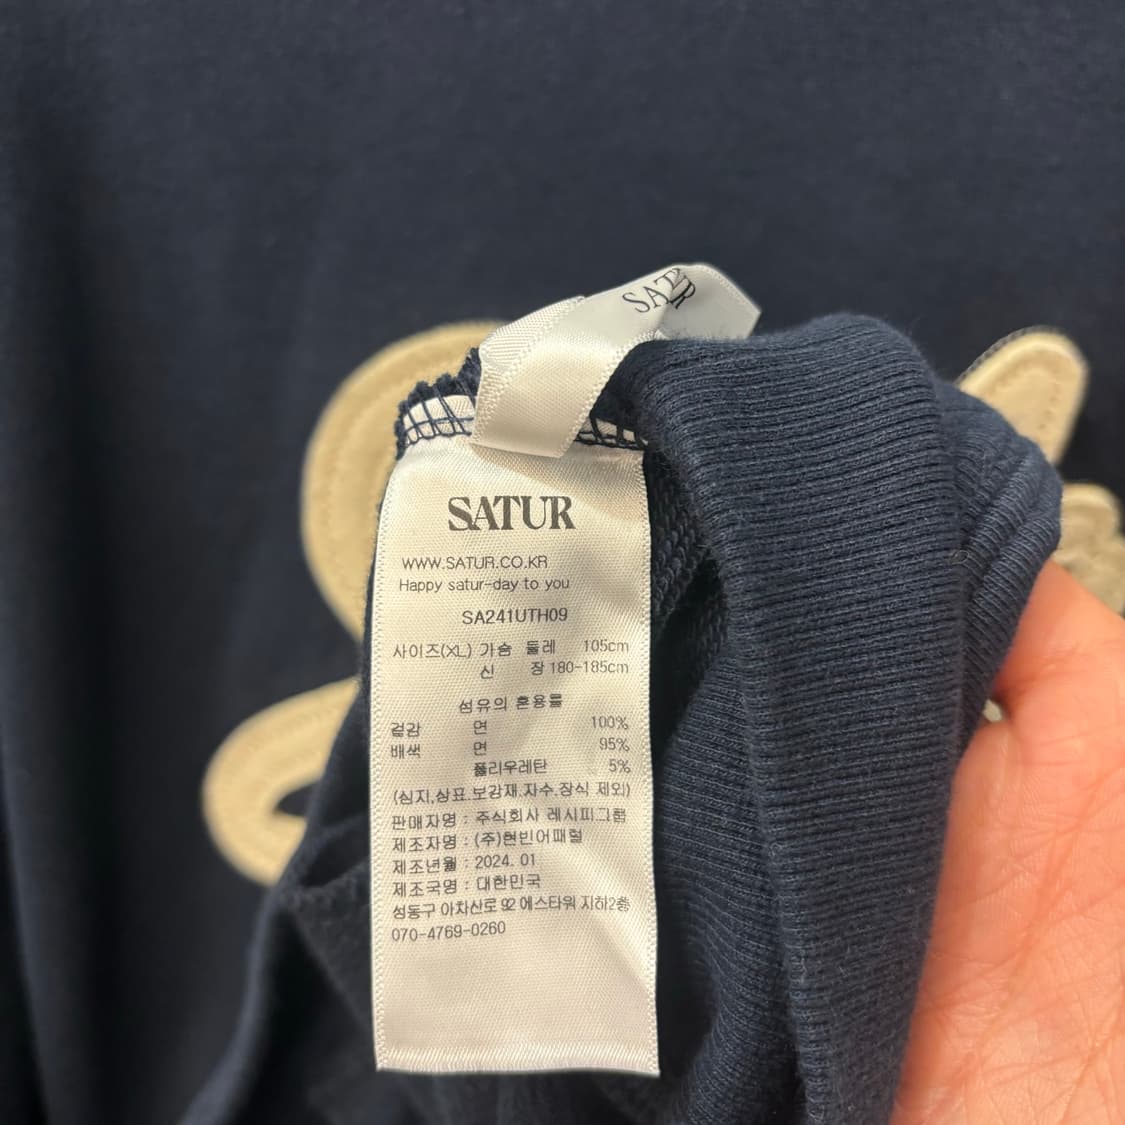 SATUR
SATUR
WWW.SATUR.CO.KR
Happy satur-day to you
SA241UTH09
사이즈(XL) 가슴 둘레 105cm
신 장 180-185cm
섬유의 혼용률
겉감 면 100%
배색 면 95%
폴리우레탄 5%
(심지,상표.보강재.자수.장식 제외)
판매자명 : 주식회사 레시피그룹
제조자명 : (주)현빈어패럴
제조년월 : 2024. 01
제조국명 : 대한민국
성동구 아차산로 92 에스타워 지하2층
070-4769-0260